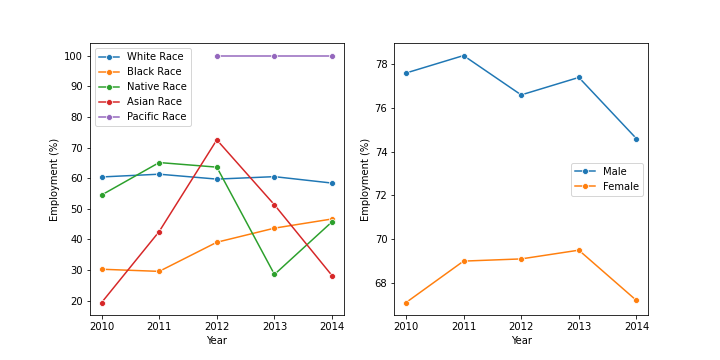 Employment (%)
100
90
80
70
60
50
40
30
20
2010 2011 2012 2013 2014
Year
White Race
Black Race
Native Race
Asian Race
Pacific Race
Employment (%)
78
76
74
72
70
68
2010 2011 2012 2013 2014
Year
Male
Female